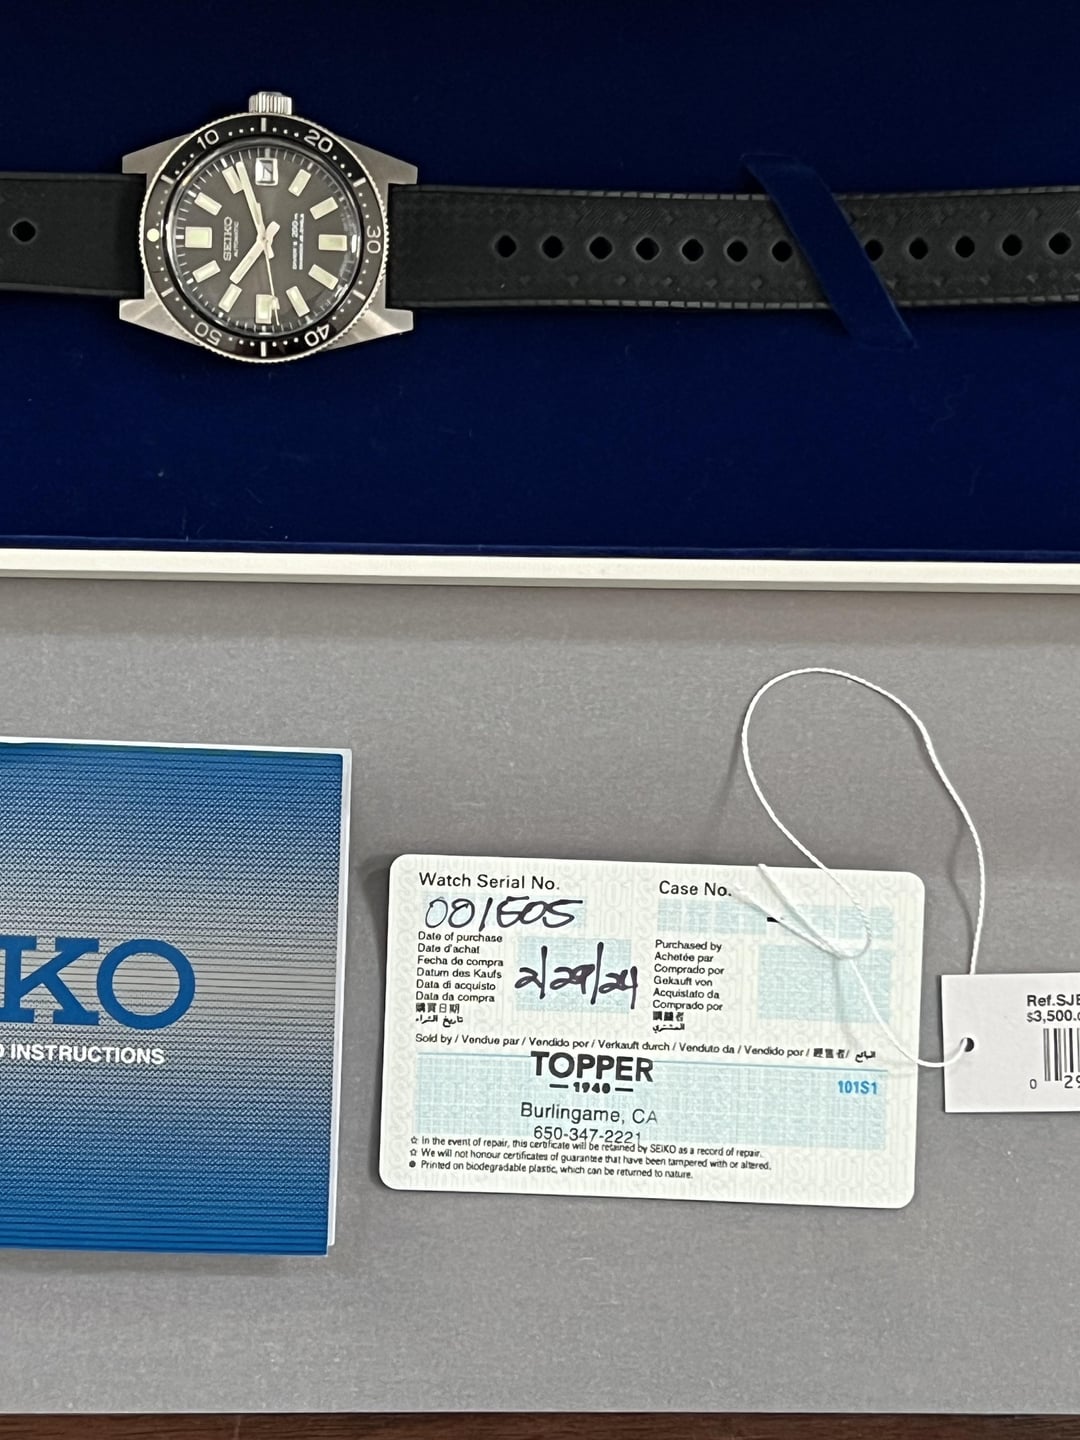 10
20
30
40
50
SEIKO
AUTOMATIC
DIVER'S 200m
KO
INSTRUCTIONS
Watch Serial No.
001505
Case No.
-
Date of purchase
Date d'achat
Fecha de compra
Datum des Kaufs
Data di acquisto
Data da compra
購買日期
تاريخ الشراء
2/29/24
Purchased by
Achetée par
Comprado por
Gekauft von
Acquistato da
Comprado por
購買者
المشتري
Sold by / Vendue par / Vendido por / Verkauft durch / Venduto da / Vendido por / 經售者 / البائع
TOPPER
—1940—
101S1
Burlingame, CA
650-347-2221
☆ In the event of repair, this certificate will be retained by SEIKO as a record of repair.
☆ We will not honour certificates of guarantee that have been tampered with or altered.
● Printed on biodegradable plastic, which can be returned to nature.
Ref.SJE
$3,500.
0 29